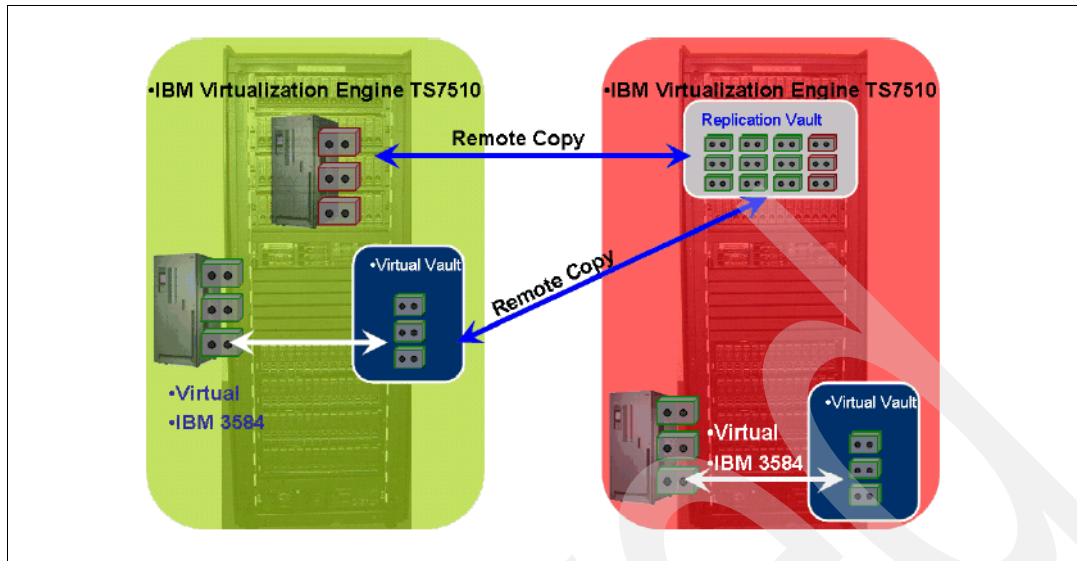 •IBM Virtualization Engine TS7510
•IBM Virtualization Engine TS7510
Replication Vault
Remote Copy
Remote Copy
•Virtual Vault
•Virtual
•IBM 3584
•Virtual Vault
•Virtual
•IBM 3584